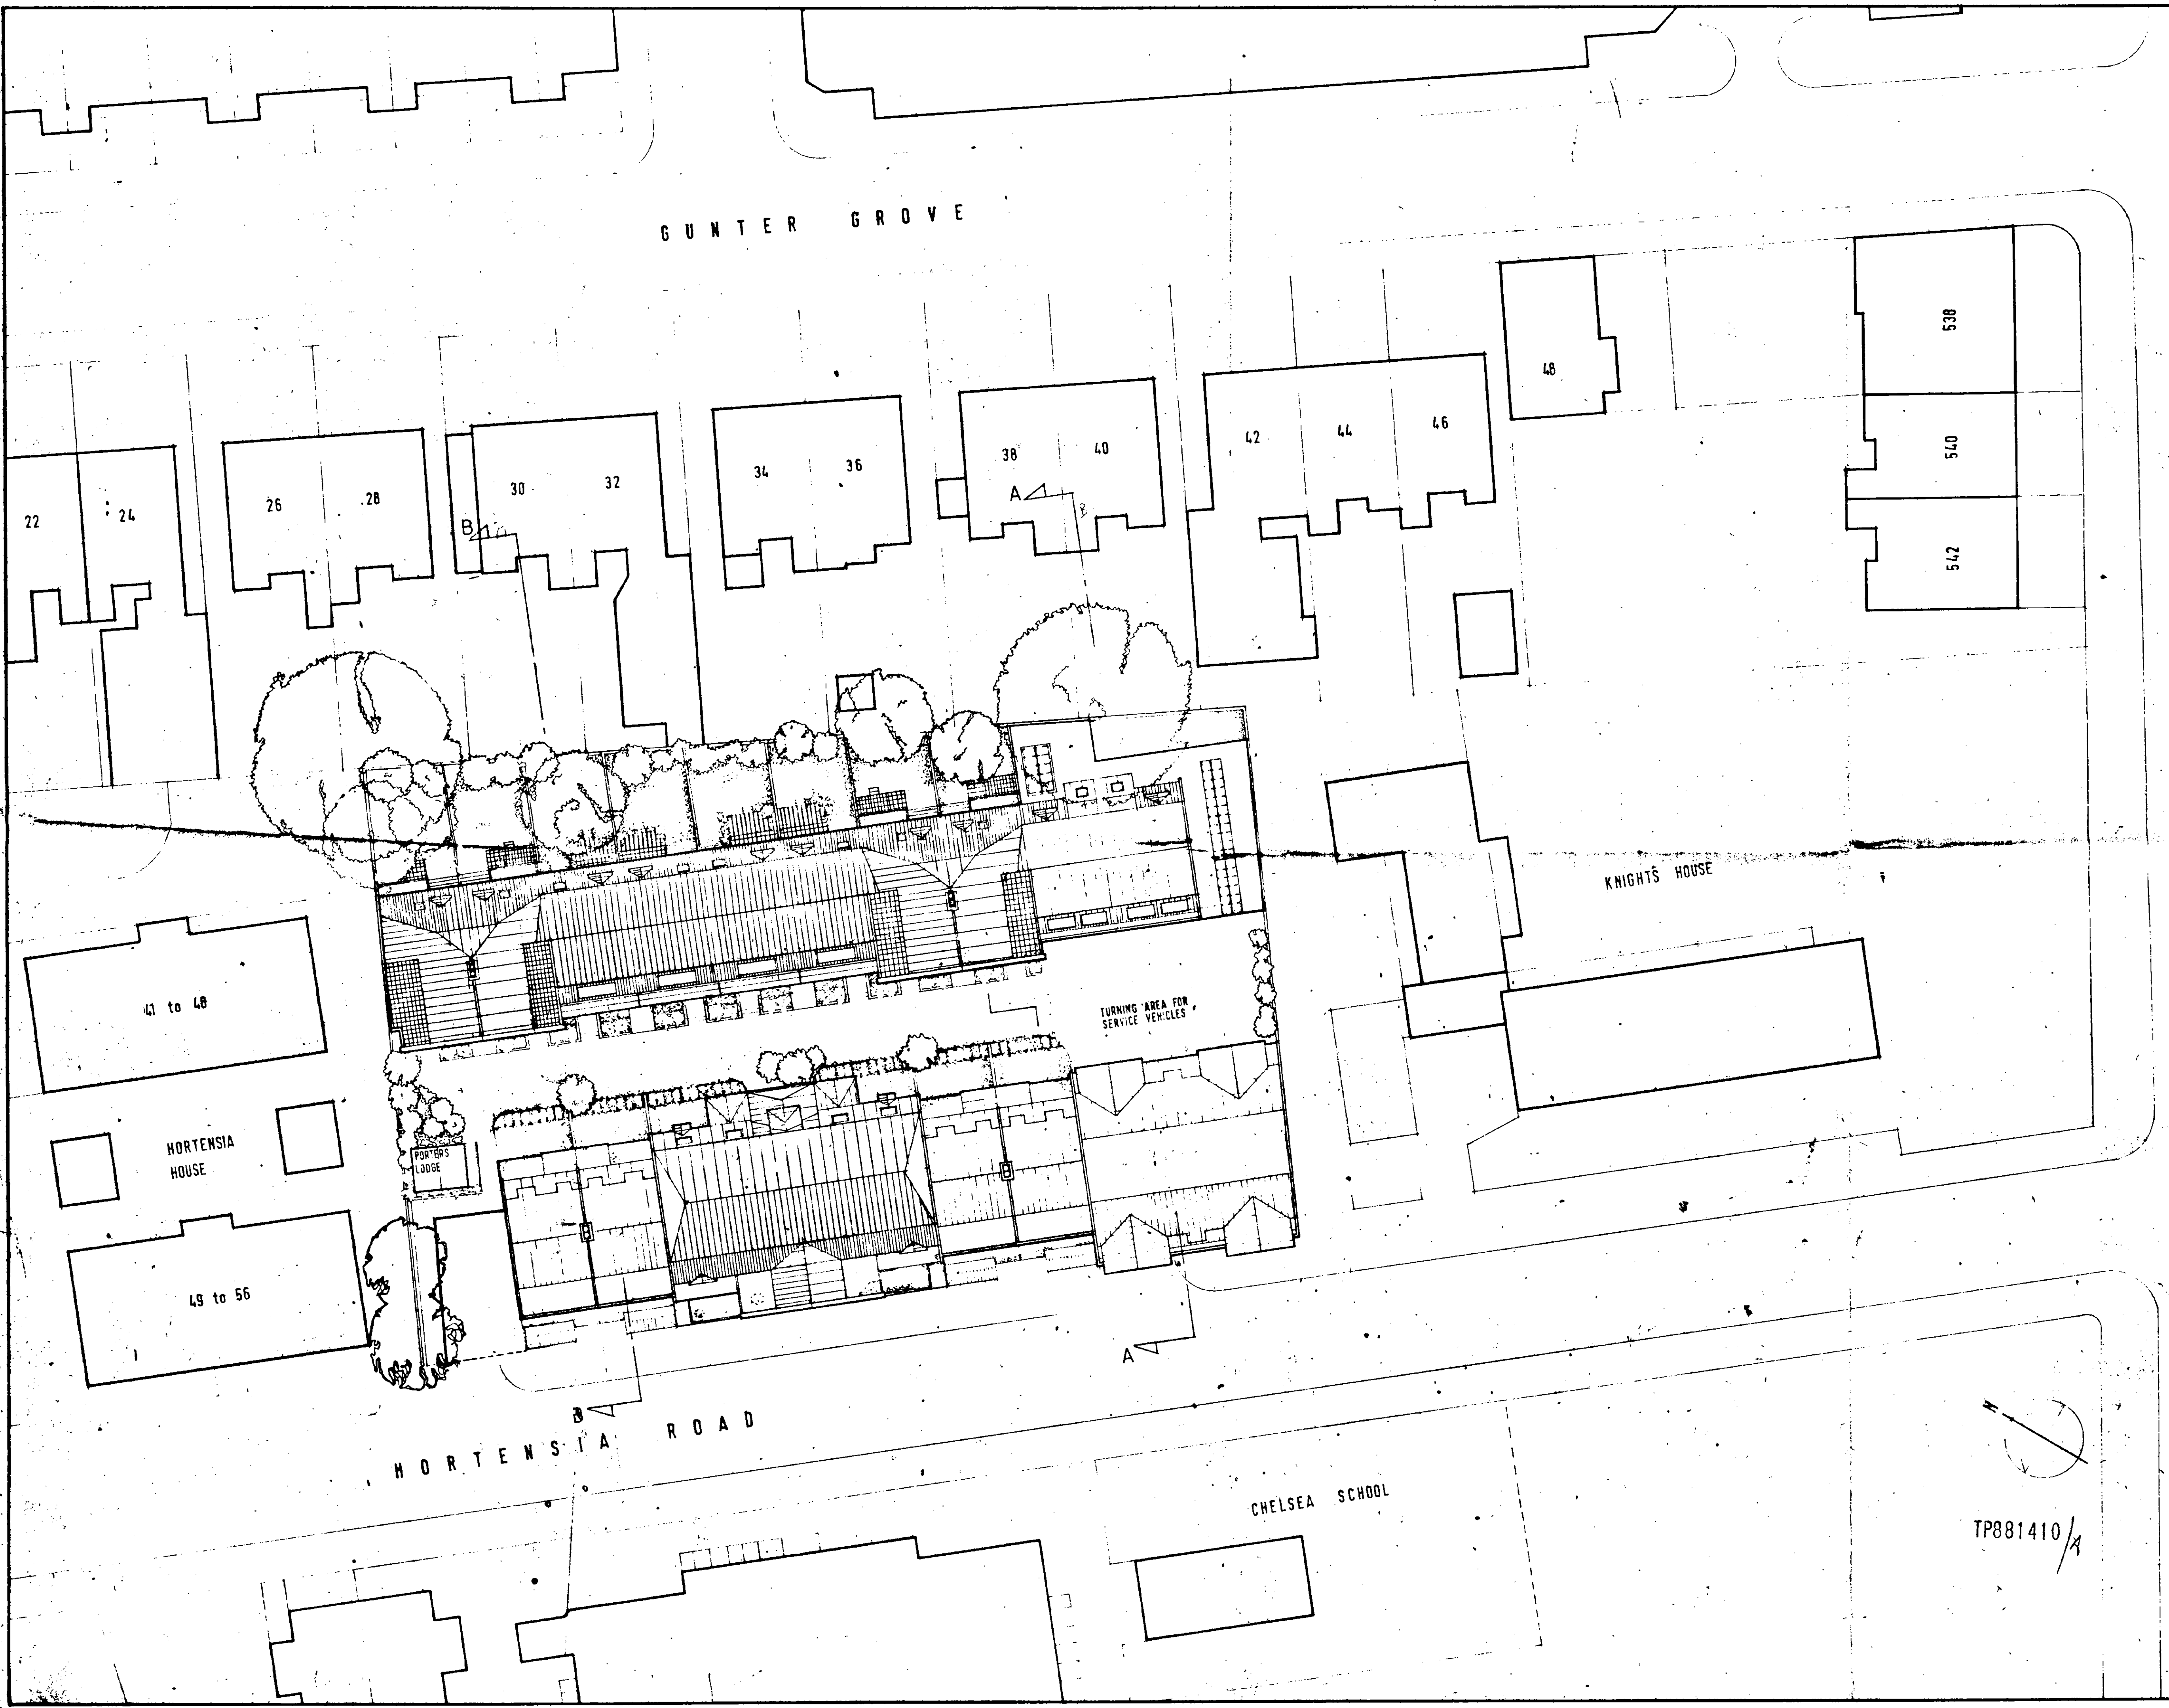 GUNTER GROVE
538
48
46
44
42
40
38
540
36
34
32
30
28
26
24
22
A
B
542
KNIGHTS HOUSE
41 to 48
TURNING AREA FOR
SERVICE VEHICLES
HORTENSIA
HOUSE
PORTERS
LODGE
49 to 56
A
B
HORTENSIA ROAD
N
CHELSEA SCHOOL
TP881410/A